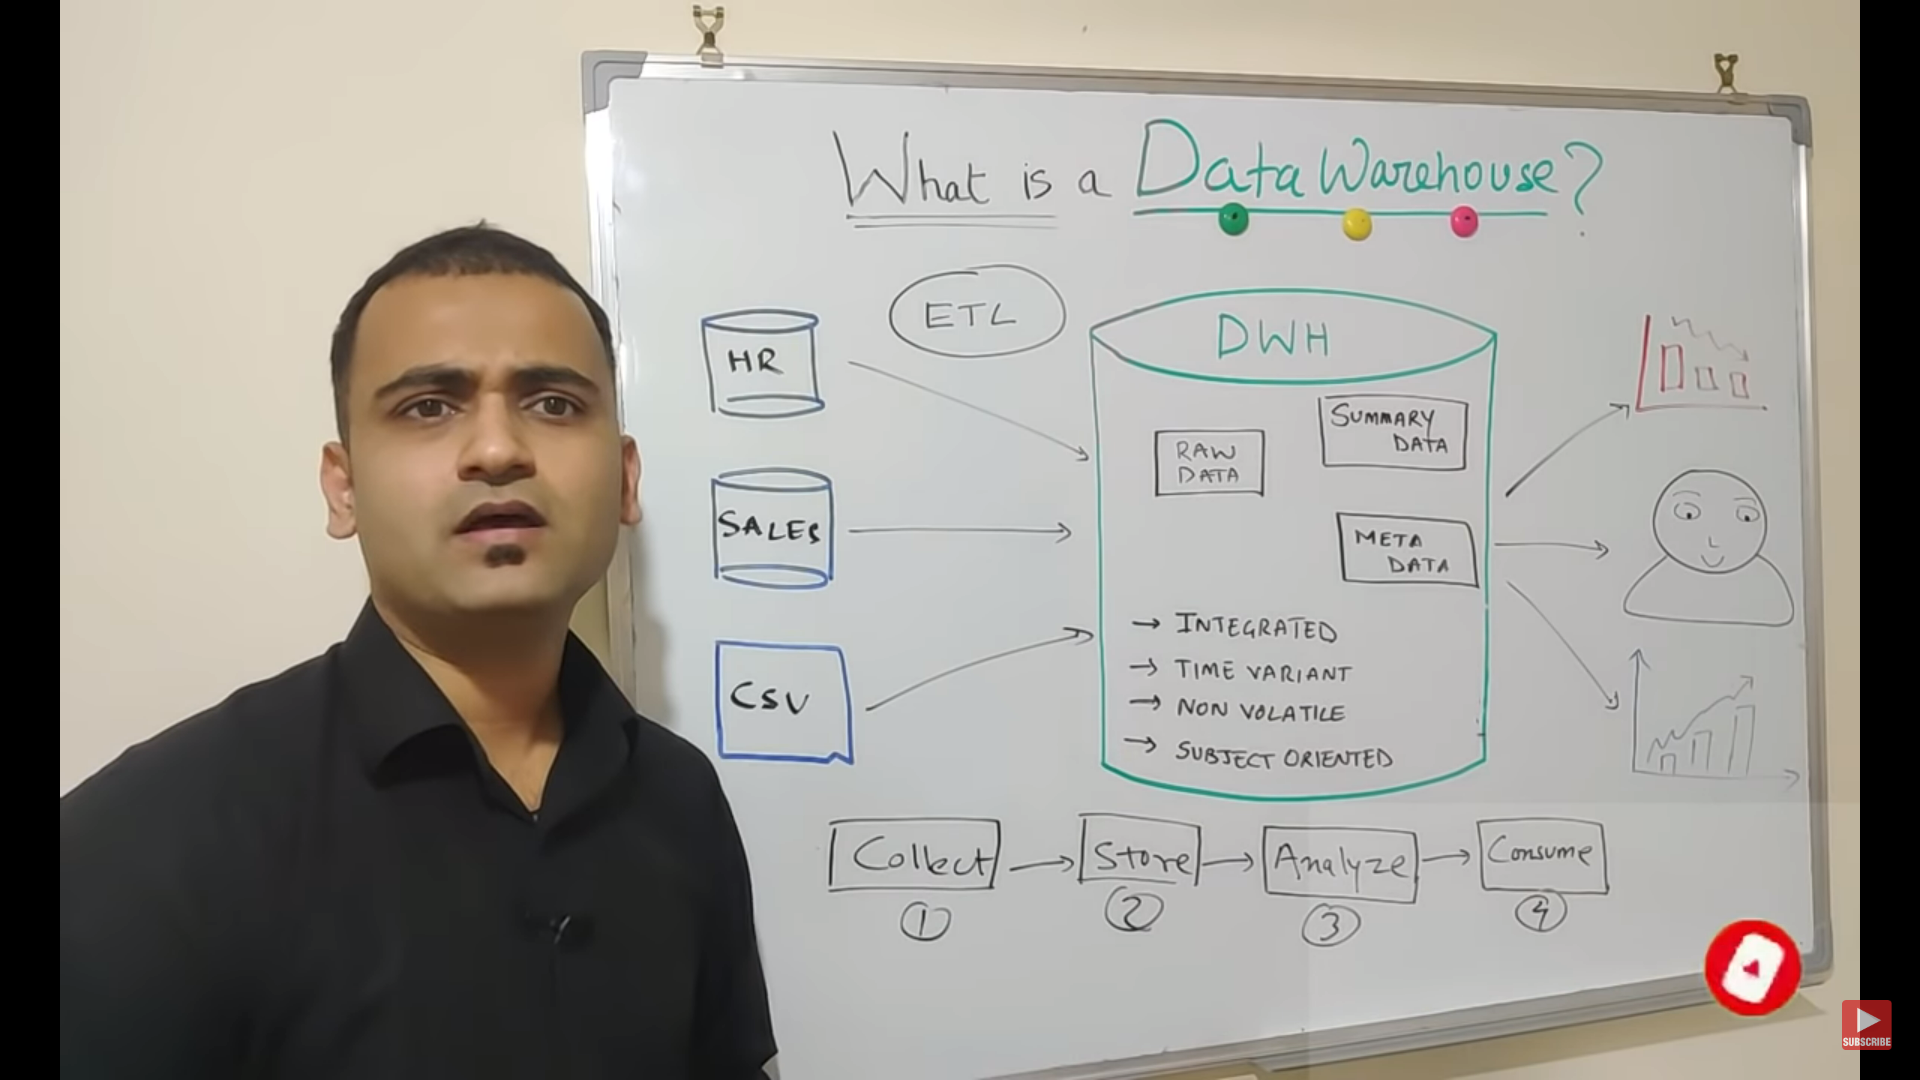 What is a Data Warehouse?
ETL
DWH
HR
SALES
CSV
RAW
DATA
SUMMARY
DATA
META
DATA
→ INTEGRATED
→ TIME VARIANT
→ NON VOLATILE
→ SUBJECT ORIENTED
Collect → Store → Analyze → Consume
① ② ③ ④
SUBSCRIBE